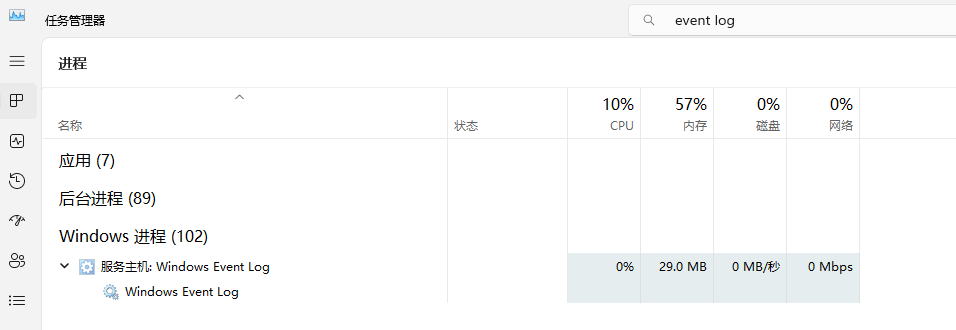 任务管理器
event log
进程
10% 57% 0% 0%
名称 状态 CPU 内存 磁盘 网络
应用 (7)
后台进程 (89)
Windows 进程 (102)
服务主机: Windows Event Log 0% 29.0 MB 0 MB/秒 0 Mbps
Windows Event Log